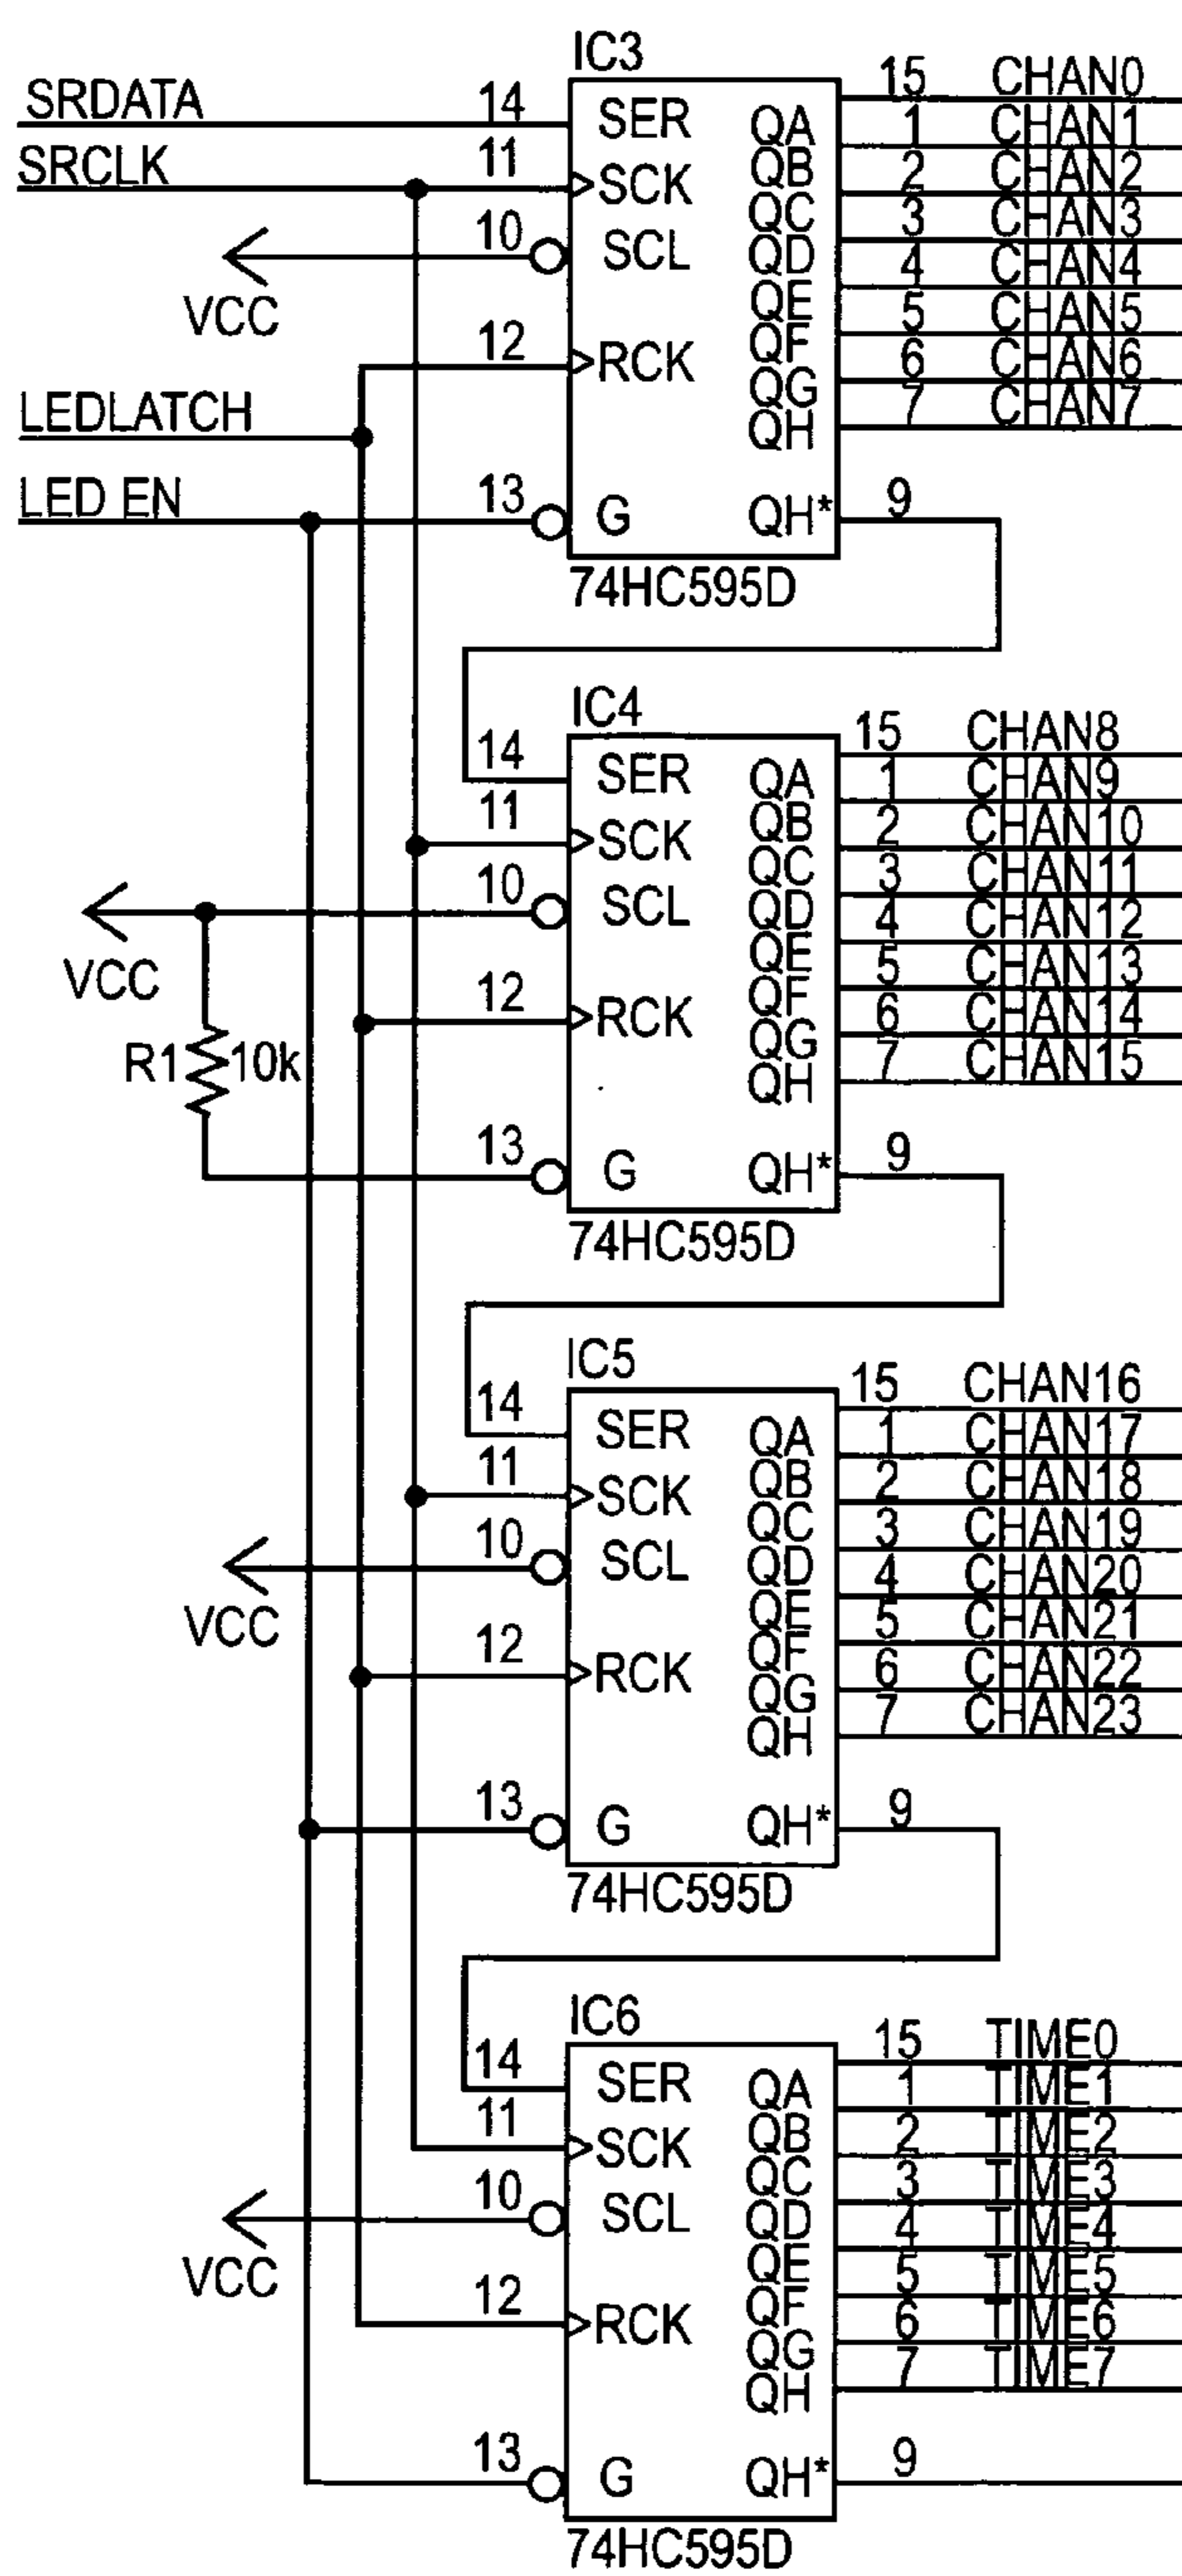 IC3
SRDATA 14 SER QA 15 CHAN0
SRCLK 11 SCK QB 1 CHAN1
10 SCL QC 2 CHAN2
VCC QD 3 CHAN3
12 RCK QE 4 CHAN4
QF 5 CHAN5
QG 6 CHAN6
LEDLATCH QH 7 CHAN7
LED EN 13 G QH* 9
74HC595D
IC4
14 SER QA 15 CHAN8
11 SCK QB 1 CHAN9
10 SCL QC 2 CHAN10
VCC QD 3 CHAN11
12 RCK QE 4 CHAN12
QF 5 CHAN13
R1 10k QG 6 CHAN14
QH 7 CHAN15
13 G QH* 9
74HC595D
IC5
14 SER QA 15 CHAN16
11 SCK QB 1 CHAN17
10 SCL QC 2 CHAN18
VCC QD 3 CHAN19
12 RCK QE 4 CHAN20
QF 5 CHAN21
QG 6 CHAN22
QH 7 CHAN23
13 G QH* 9
74HC595D
IC6
14 SER QA 15 TIME0
11 SCK QB 1 TIME1
10 SCL QC 2 TIME2
VCC QD 3 TIME3
12 RCK QE 4 TIME4
QF 5 TIME5
QG 6 TIME6
QH 7 TIME7
13 G QH* 9
74HC595D